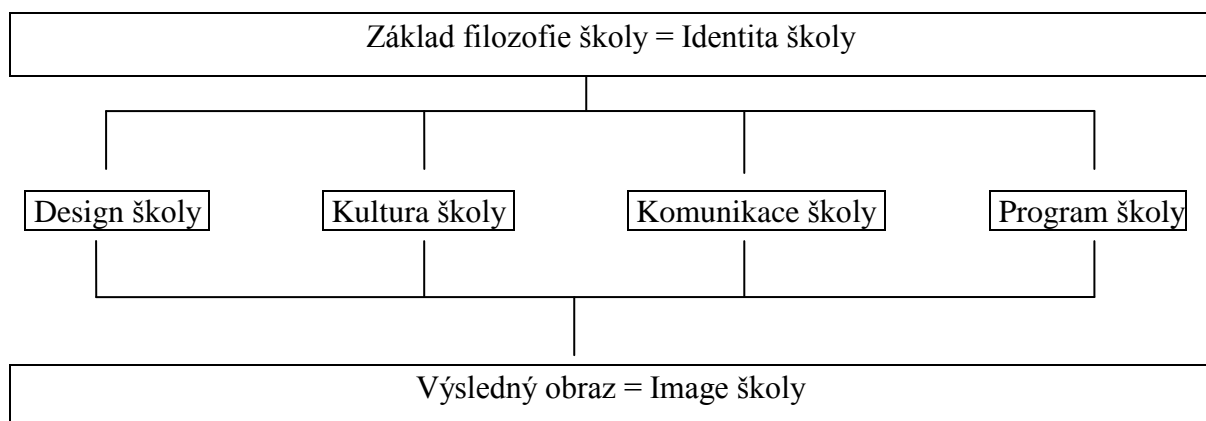 Základ filozofie školy = Identita školy
Design školy
Kultura školy
Komunikace školy
Program školy
Výsledný obraz = Image školy